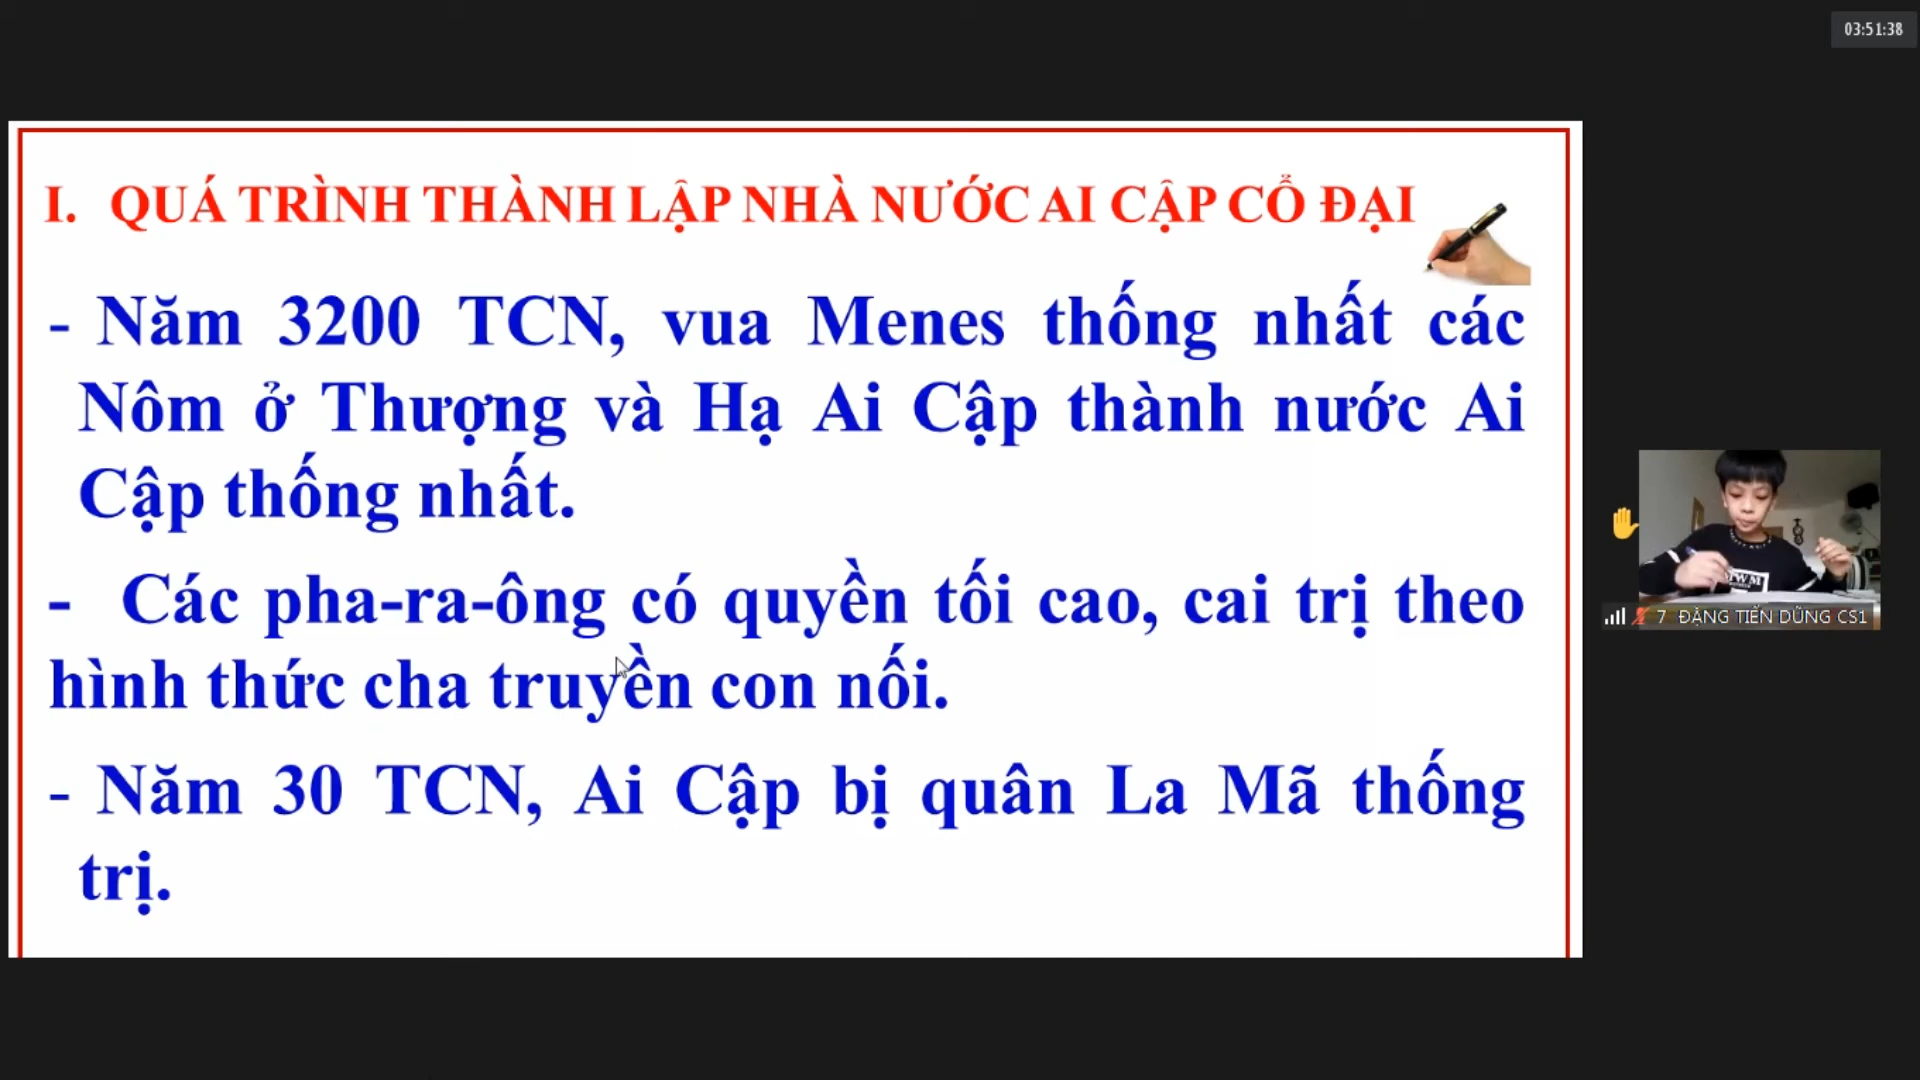 03:51:38
I. QUÁ TRÌNH THÀNH LẬP NHÀ NƯỚC AI CẬP CỔ ĐẠI
- Năm 3200 TCN, vua Menes thống nhất các
Nôm ở Thượng và Hạ Ai Cập thành nước Ai
Cập thống nhất.
- Các pha-ra-ông có quyền tối cao, cai trị theo
hình thức cha truyền con nối.
- Năm 30 TCN, Ai Cập bị quân La Mã thống
trị.
7 ĐẶNG TIẾN DŨNG CS1